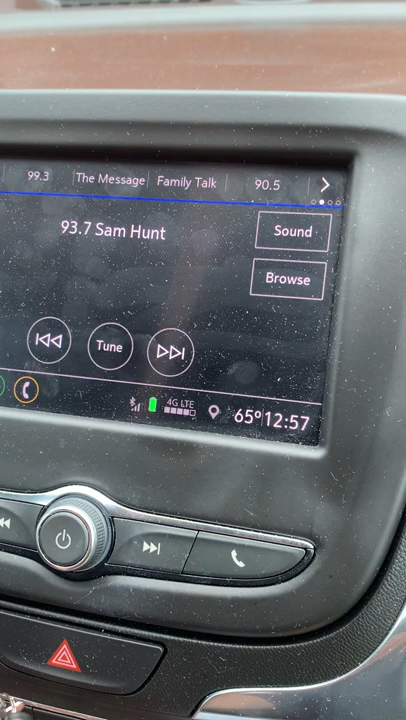 99.3 The Message Family Talk 90.5
93.7 Sam Hunt
Sound
Browse
Tune
4G LTE
65° 12:57